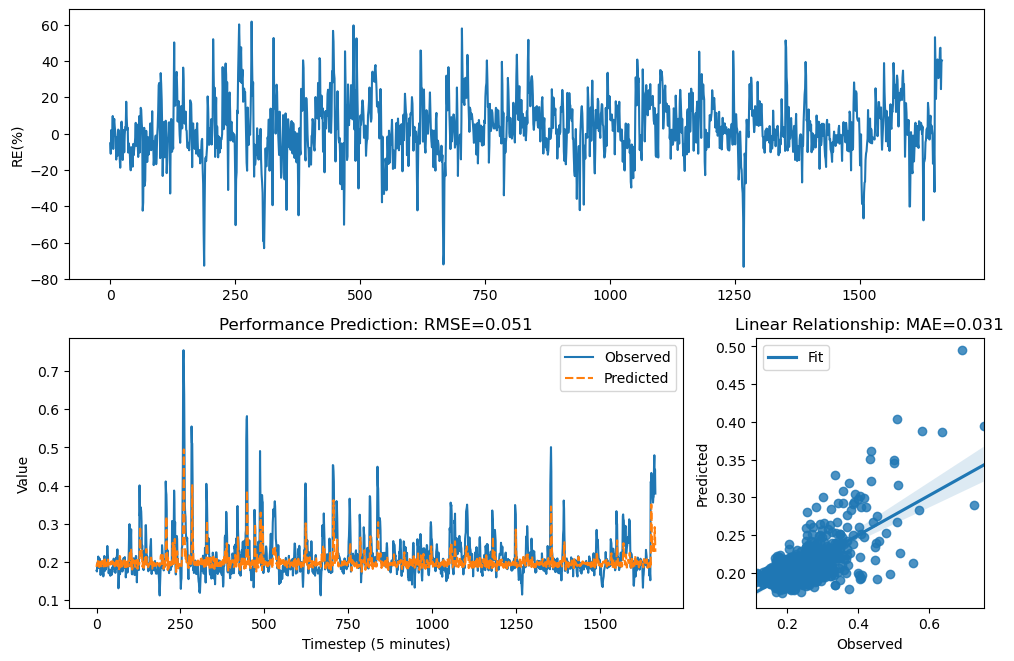 RE(%)
60
40
20
0
−20
−40
−60
−80
0 250 500 750 1000 1250 1500
Performance Prediction: RMSE=0.051
Value
0.7
0.6
0.5
0.4
0.3
0.2
0.1
Observed
Predicted
0 250 500 750 1000 1250 1500
Timestep (5 minutes)
Linear Relationship: MAE=0.031
Predicted
0.50
0.45
0.40
0.35
0.30
0.25
0.20
Fit
0.2 0.4 0.6
Observed